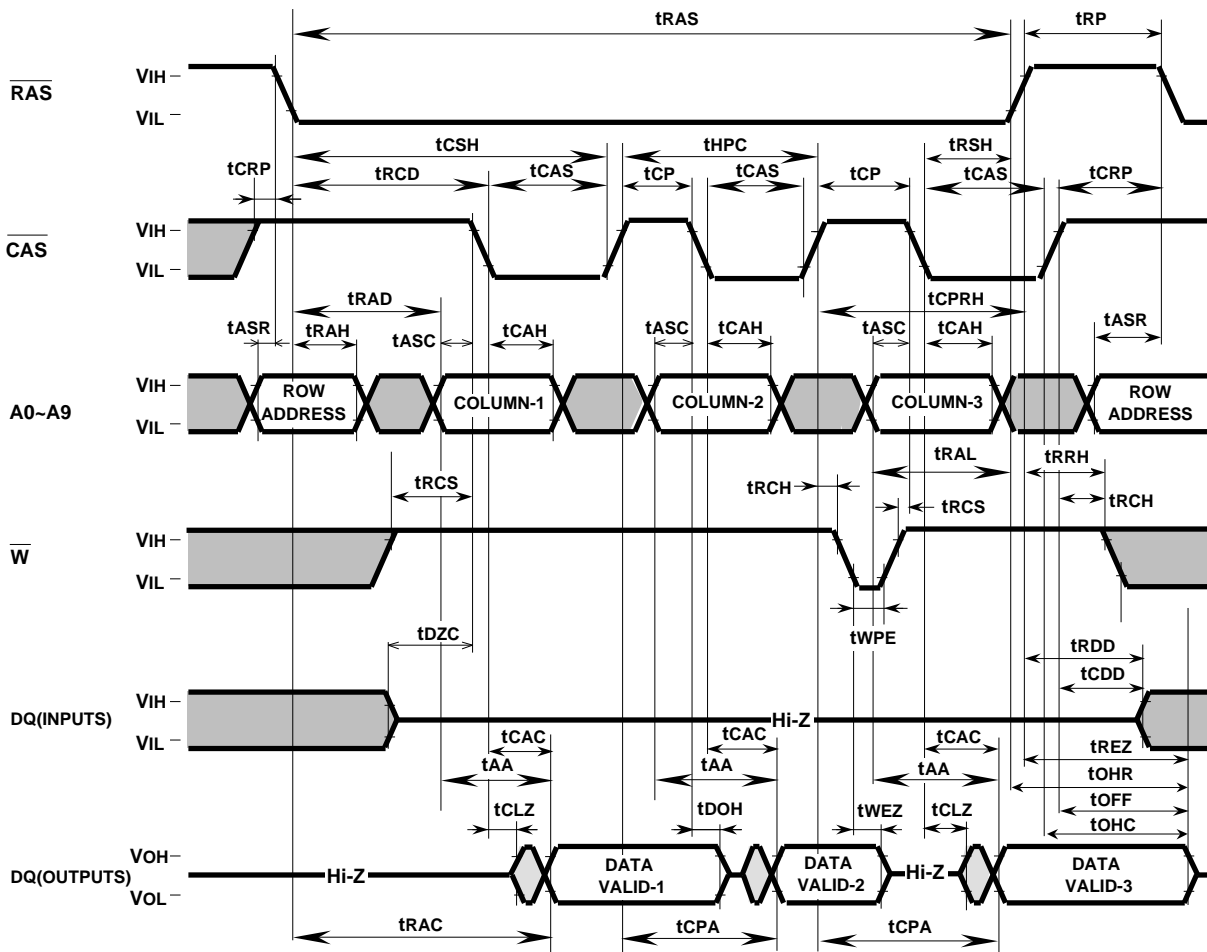 tRAS tRP
RAS VIH
VIL
tCSH tHPC tRSH
tCRP tRCD tCAS tCP tCAS tCP tCAS tCRP
CAS VIH
VIL
tRAD tCPRH
tASR tRAH tASC tCAH tASC tCAH tASC tCAH tASR
A0~A9 VIH
VIL
ROW ADDRESS COLUMN-1 COLUMN-2 COLUMN-3 ROW ADDRESS
tRAL tRRH
tRCS tRCH tRCS tRCH
W VIH
VIL
tWPE
tDZC tRDD
tCDD
DQ(INPUTS) VIH
VIL
Hi-Z
tCAC tCAC tCAC tREZ
tAA tAA tAA tOHR
tCLZ tDOH tWEZ tCLZ tOFF
tOHC
DQ(OUTPUTS) VOH
VOL
Hi-Z DATA VALID-1 DATA VALID-2 Hi-Z DATA VALID-3
tRAC tCPA tCPA